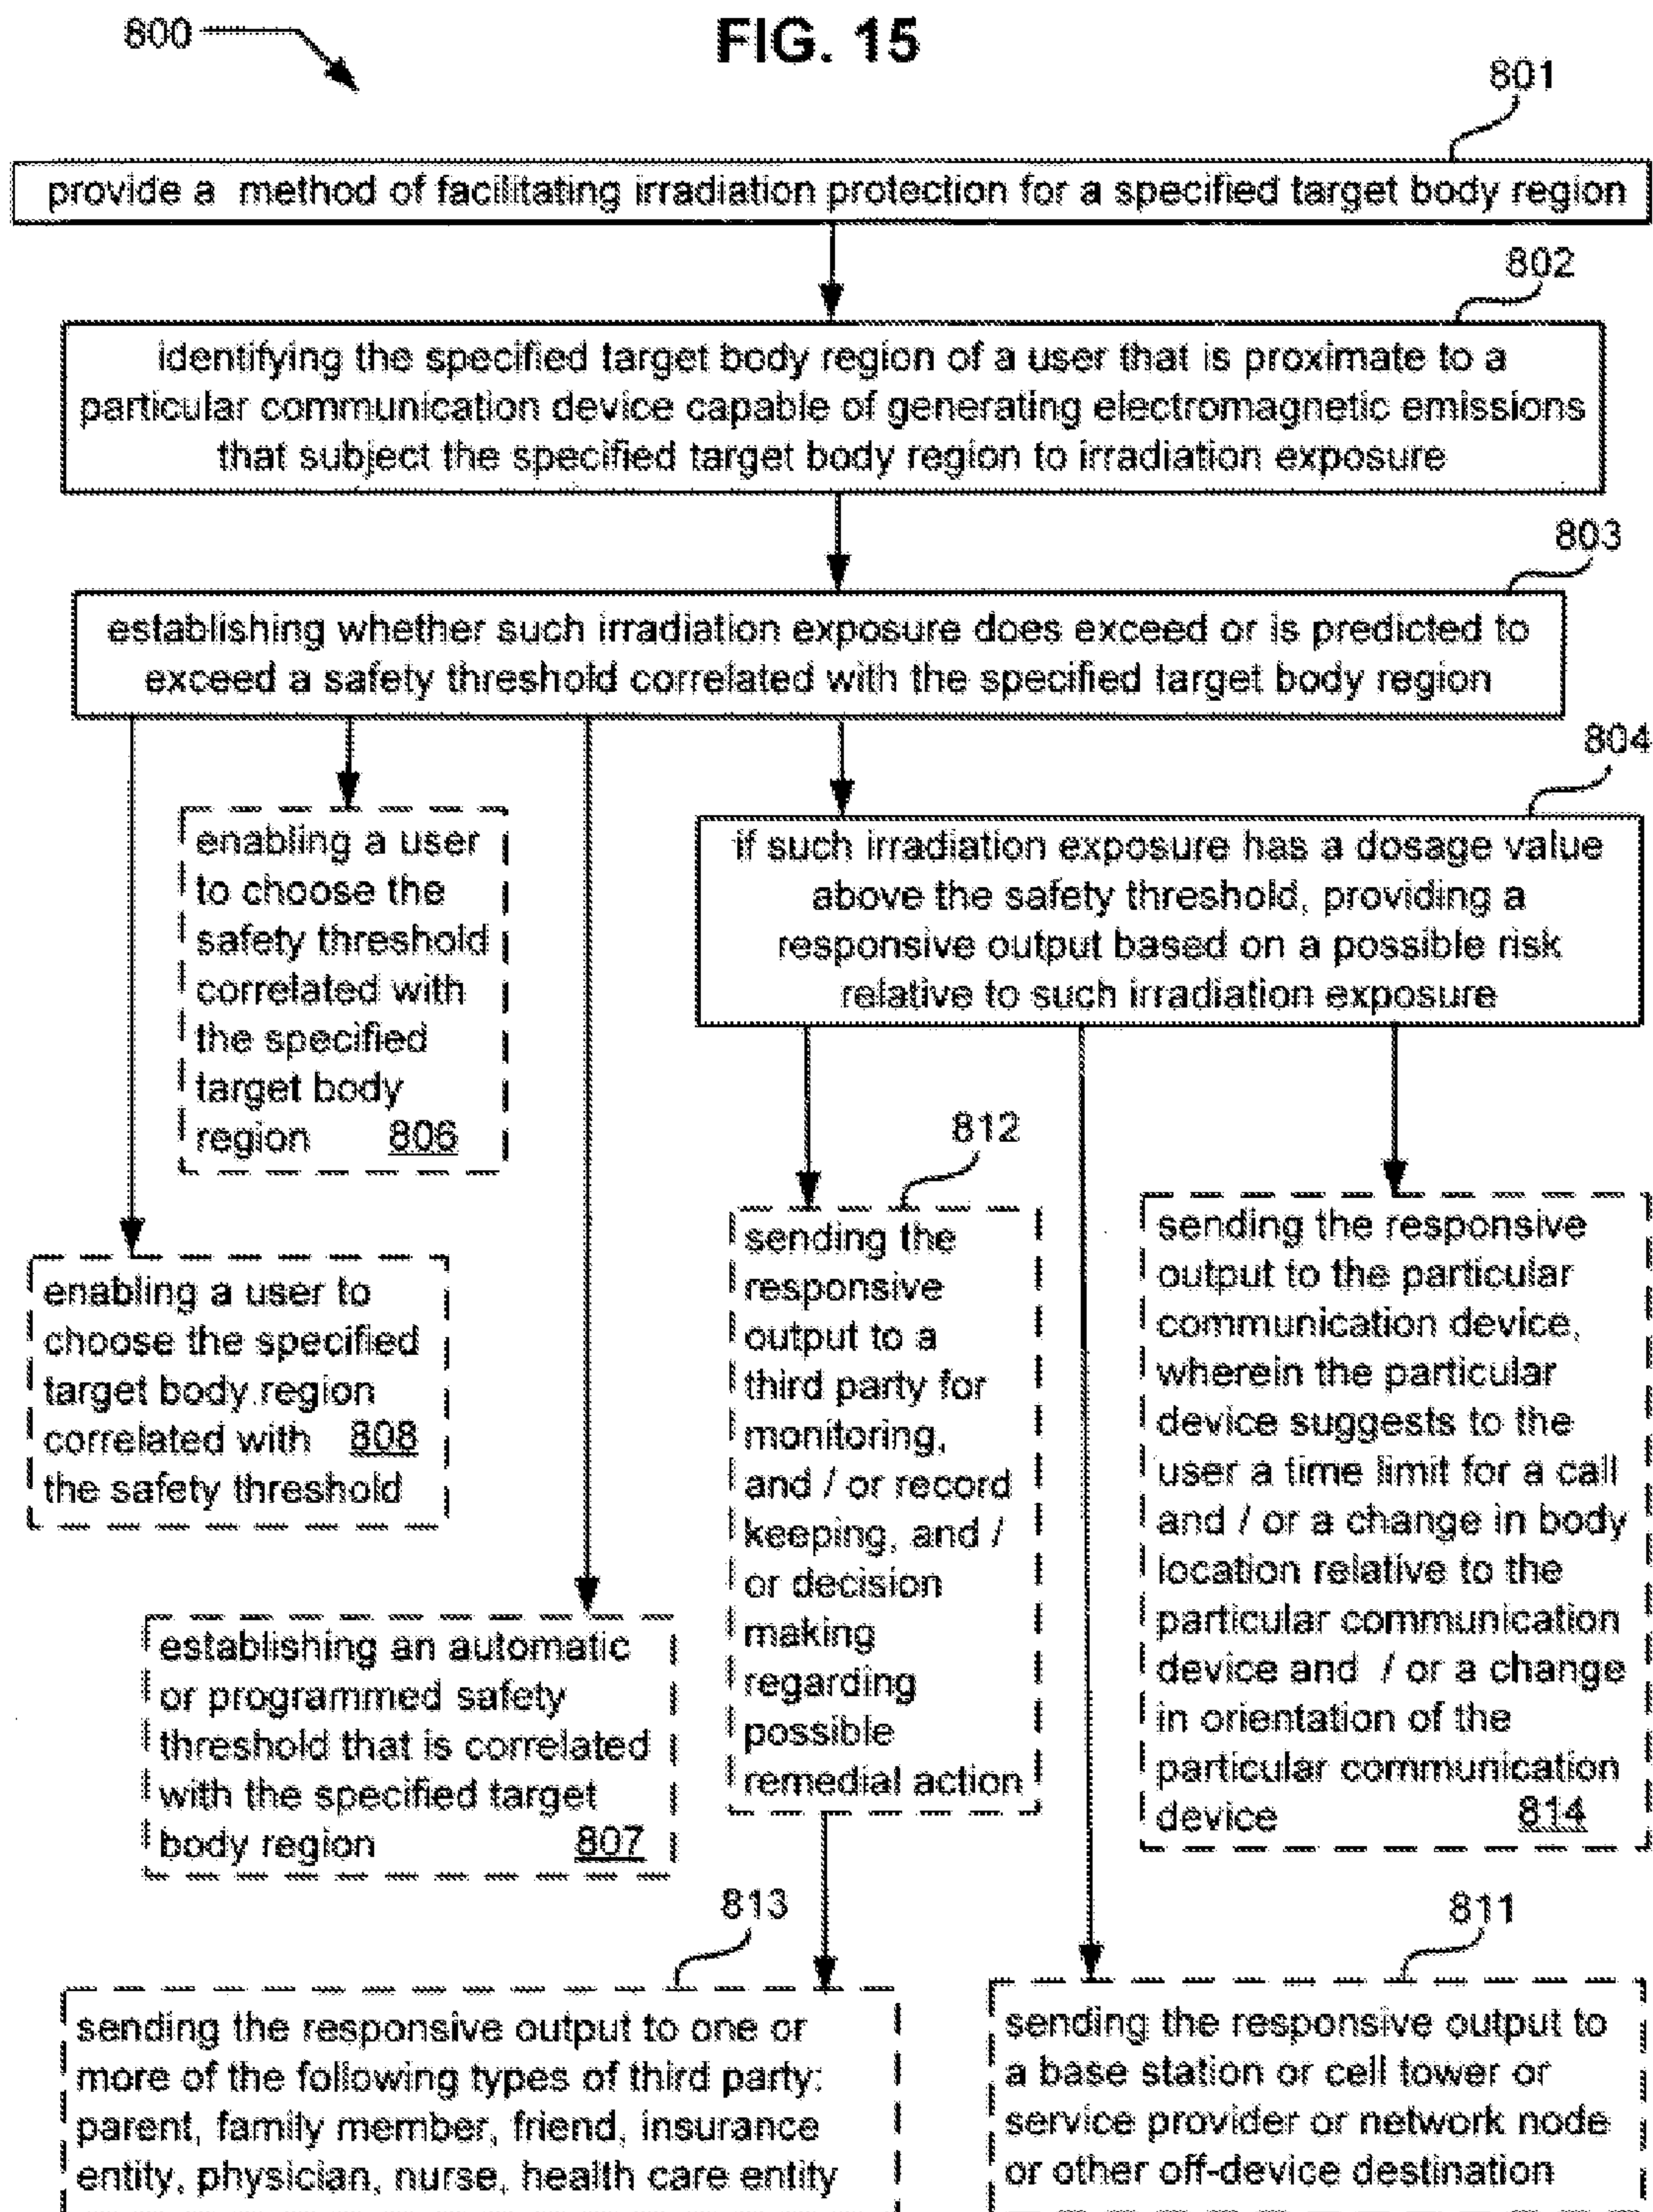 800
FIG. 15
801
provide a method of facilitating irradiation protection for a specified target body region
802
identifying the specified target body region of a user that is proximate to a
particular communication device capable of generating electromagnetic emissions
that subject the specified target body region to irradiation exposure
803
establishing whether such irradiation exposure does exceed or is predicted to
exceed a safety threshold correlated with the specified target body region
804
if such irradiation exposure has a dosage value
above the safety threshold, providing a
responsive output based on a possible risk
relative to such irradiation exposure
enabling a user
to choose the
safety threshold
correlated with
the specified
target body
region 806
enabling a user to
choose the specified
target body region
correlated with 808
the safety threshold
establishing an automatic
or programmed safety
threshold that is correlated
with the specified target
body region 807
812
sending the
responsive
output to a
third party for
monitoring,
and / or record
keeping, and /
or decision
making
regarding
possible
remedial action
sending the responsive
output to the particular
communication device,
wherein the particular
device suggests to the
user a time limit for a call
and / or a change in body
location relative to the
particular communication
device and / or a change
in orientation of the
particular communication
device 814
813
sending the responsive output to one or
more of the following types of third party:
parent, family member, friend, insurance
entity, physician, nurse, health care entity
811
sending the responsive output to
a base station or cell tower or
service provider or network node
or other off-device destination